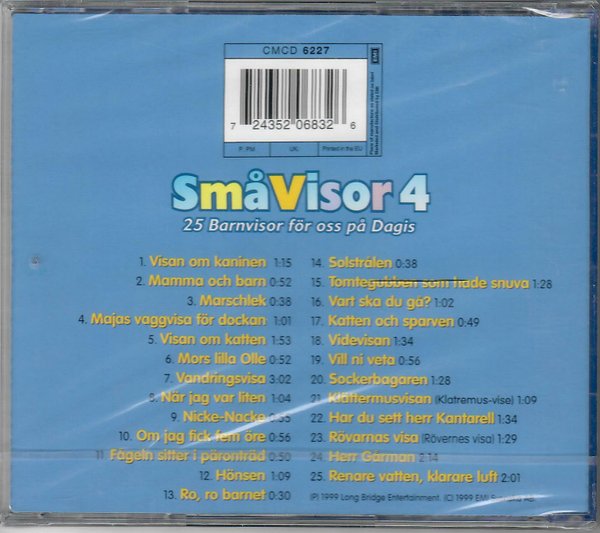 CMCD 6227
7 24352 06832 6
P: PM
UK:
Printed in the EU
EMI
SmåVisor 4
25 Barnvisor för oss på Dagis
1. Visan om kaninen 1:15
2. Mamma och barn 0:52
3. Marschlek 0:38
4. Majas vaggvisa för dockan 1:01
5. Visan om katten 1:53
6. Mors lilla Olle 0:52
7. Vandringsvisa 3:02
8. När jag var liten 1:04
9. Nicke-Nacke
10. Om jag fick fem öre 0:56
11. Fågeln sitter i päronträd 0:50
12. Hönsen 1:09
13. Ro, ro barnet 0:30
14. Solstrålen 0:38
15. Tomtegubben som hade snuva 1:28
16. Vart ska du gå? 1:02
17. Katten och sparven 0:49
18. Videvisan 1:34
19. Vill ni veta 0:56
20. Sockerbagaren 1:28
21. Klättermusvisan (Klatremus-vise) 1:09
22. Har du sett herr Kantarell 1:34
23. Rövarnas visa (Rövernes visa) 1:29
24. Herr Gårman 2:14
25. Renare vatten, klarare luft 2:01
(P) 1999 Long Bridge Entertainment. (C) 1999 EMI Svenska AB